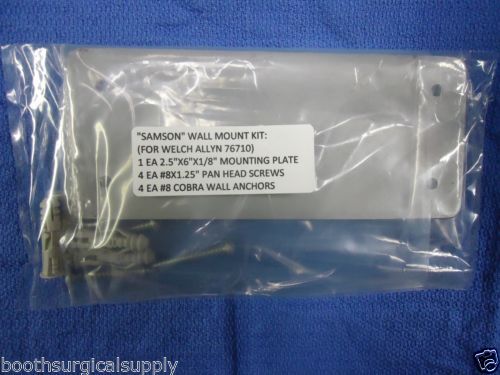 "SAMSON" WALL MOUNT KIT:
(FOR WELCH ALLYN 76710)
1 EA 2.5"X6"X1/8" MOUNTING PLATE
4 EA #8X1.25" PAN HEAD SCREWS
4 EA #8 COBRA WALL ANCHORS
boothsurgicalsupply
boothsurgicalsupply